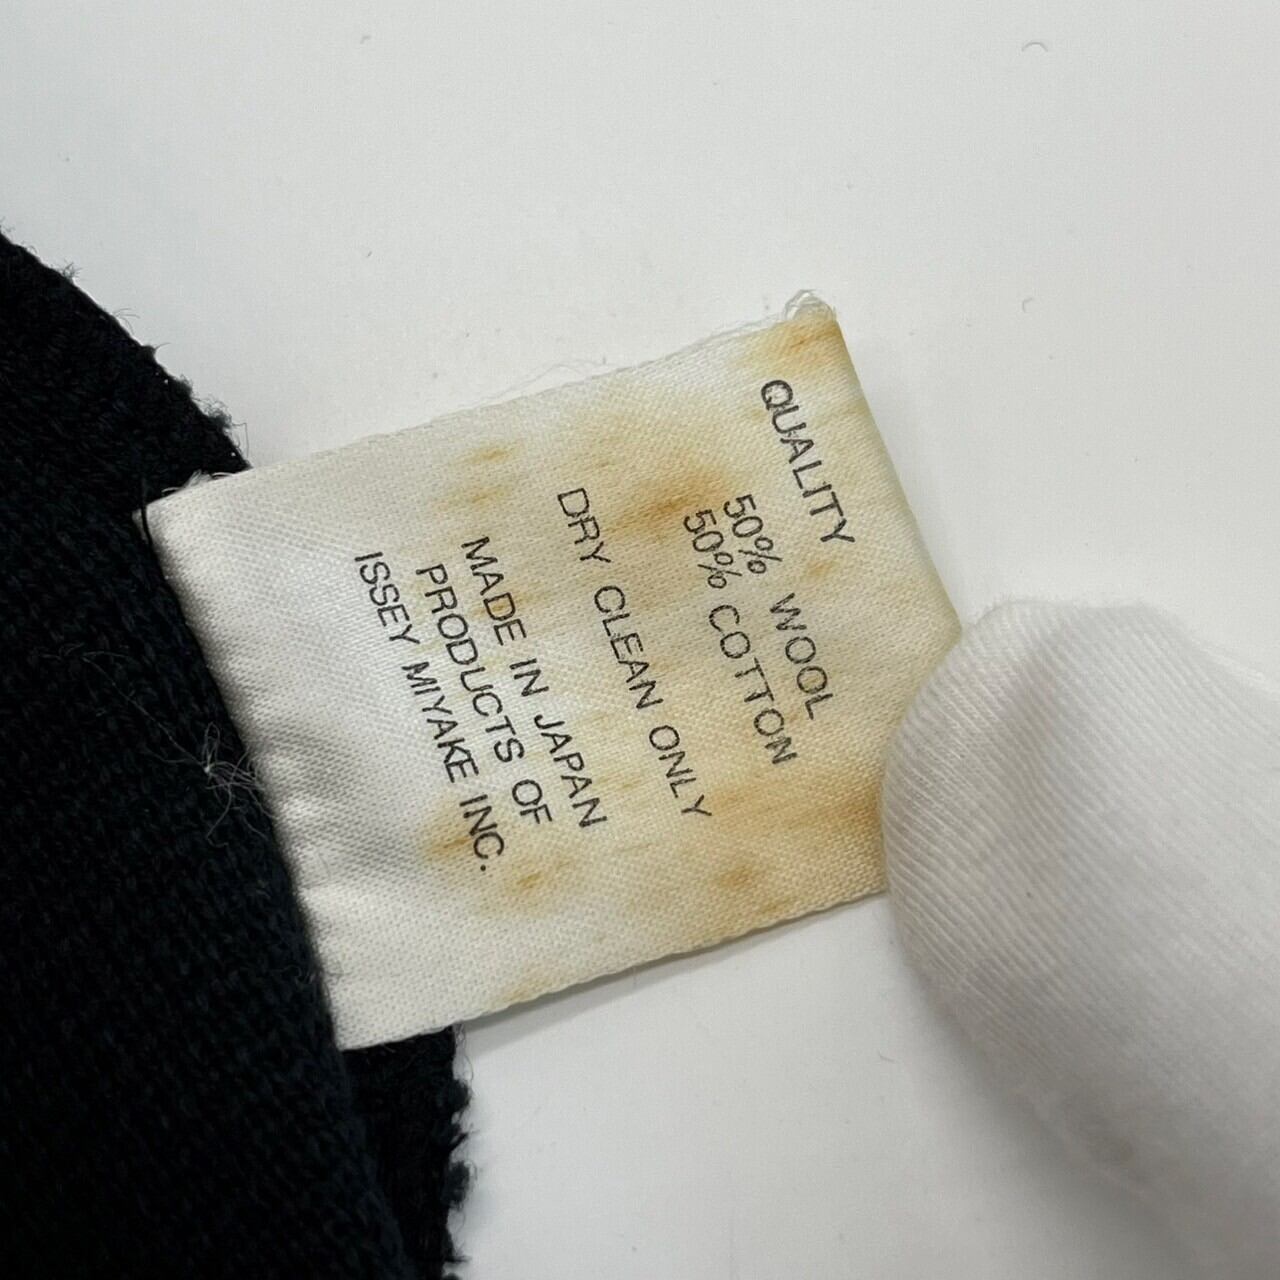 QUALITY
50% WOOL
50% COTTON
DRY CLEAN ONLY
MADE IN JAPAN
PRODUCTS OF
ISSEY MIYAKE INC.